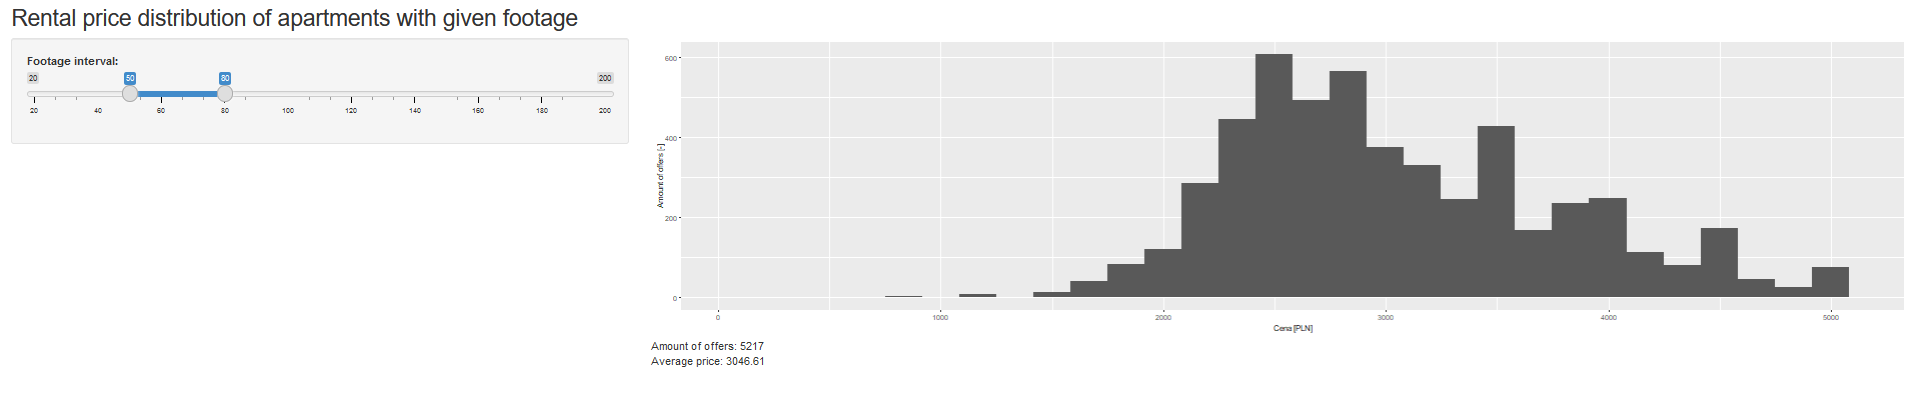 Rental price distribution of apartments with given footage
Footage interval:
20 50 80 200
20 40 60 80 100 120 140 160 180 200
Amount of offers [-]
600
400
200
0
0 1000 2000 3000 4000 5000
Cena [PLN]
Amount of offers: 5217
Average price: 3046.61